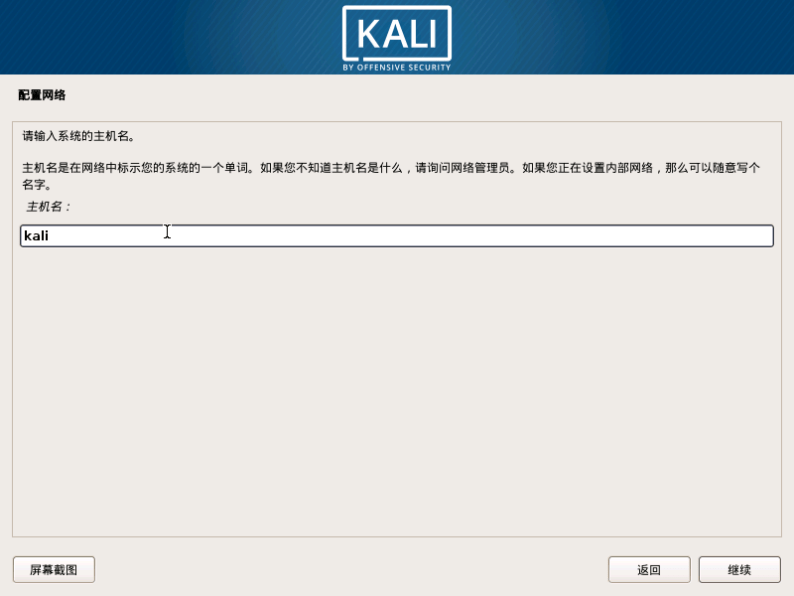 KALI
BY OFFENSIVE SECURITY
配置网络
请输入系统的主机名。
主机名是在网络中标示您的系统的一个单词。如果您不知道主机名是什么，请询问网络管理员。如果您正在设置内部网络，那么可以随意写个
名字。
主机名：
kali
屏幕截图
返回
继续